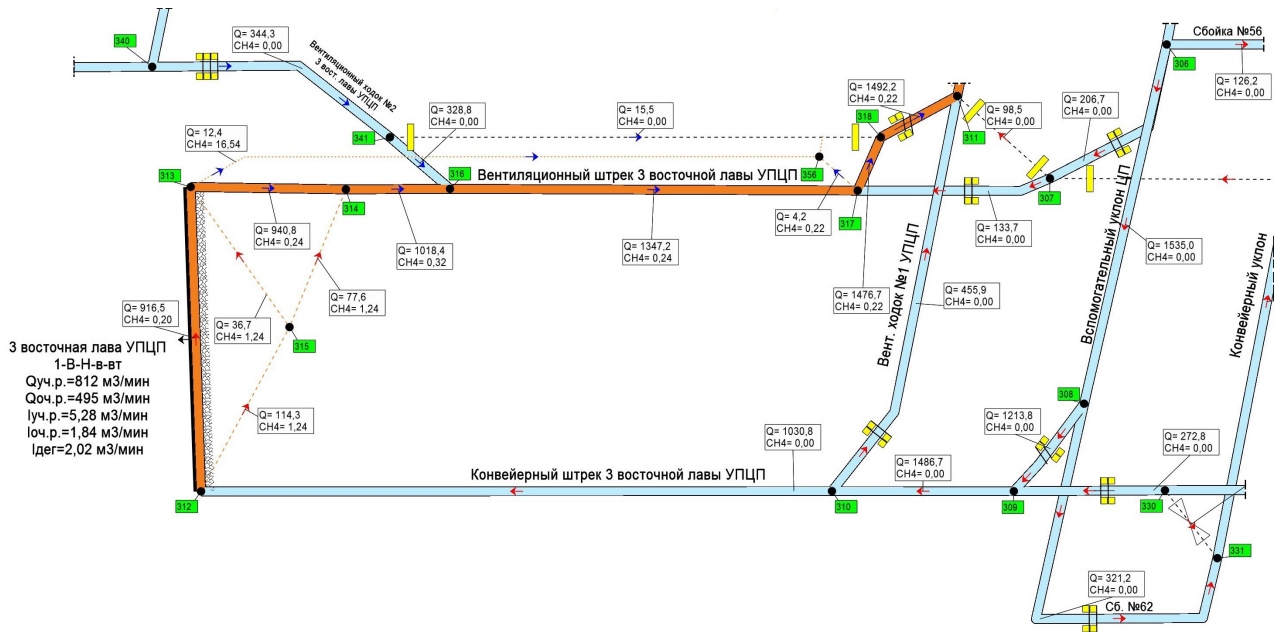 Сбойка №56
306
Q= 126,2
CH4= 0,00
340
Q= 344,3
CH4= 0,00
Вентиляционный ходок №2
3 вост. лавы УПЦП
Q= 1492,2
CH4= 0,22
318
311
Q= 98,5
CH4= 0,00
Q= 206,7
CH4= 0,00
Q= 12,4
CH4= 16,54
341
Q= 328,8
CH4= 0,00
Q= 15,5
CH4= 0,00
313
316
Вентиляционный штрек 3 восточной лавы УПЦП
356
307
314
317
Q= 940,8
CH4= 0,24
Q= 1018,4
CH4= 0,32
Q= 1347,2
CH4= 0,24
Q= 4,2
CH4= 0,22
Q= 133,7
CH4= 0,00
Q= 1535,0
CH4= 0,00
Вспомогательный уклон ЦП
Конвейерный уклон
Вент. ходок №1 УПЦП
Q= 77,6
CH4= 1,24
Q= 1476,7
CH4= 0,22
Q= 455,9
CH4= 0,00
Q= 916,5
CH4= 0,20
Q= 36,7
CH4= 1,24
315
3 восточная лава УПЦП
1-В-Н-в-вт
Qуч.р.=812 м3/мин
Qоч.р.=495 м3/мин
Iуч.р=5,28 м3/мин
Iоч.р=1,84 м3/мин
Iдег=2,02 м3/мин
Q= 114,3
CH4= 1,24
308
Q= 1213,8
CH4= 0,00
Q= 1030,8
CH4= 0,00
Q= 272,8
CH4= 0,00
Конвейерный штрек 3 восточной лавы УПЦП
Q= 1486,7
CH4= 0,00
312
310
309
330
331
Q= 321,2
CH4= 0,00
Сб. №62